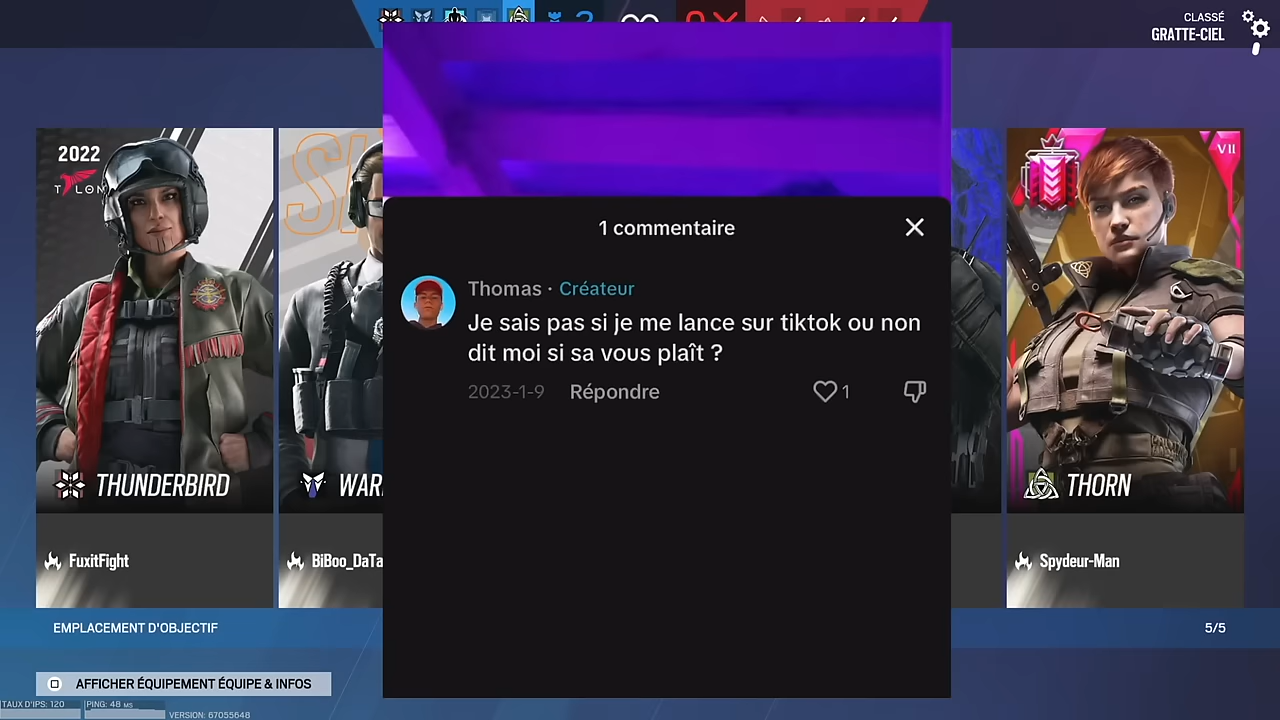 CLASSÉ
GRATTE-CIEL
2022
TALON
VII
1 commentaire
Thomas · Créateur
Je sais pas si je me lance sur tiktok ou non
dit moi si sa vous plaît ?
2023-1-9 Répondre 1
THUNDERBIRD
THORN
FuxitFight
Spydeur-Man
EMPLACEMENT D'OBJECTIF
5/5
AFFICHER ÉQUIPEMENT ÉQUIPE & INFOS
TAUX D'IPS: 120 PING: 48 MS VERSION: 67055648